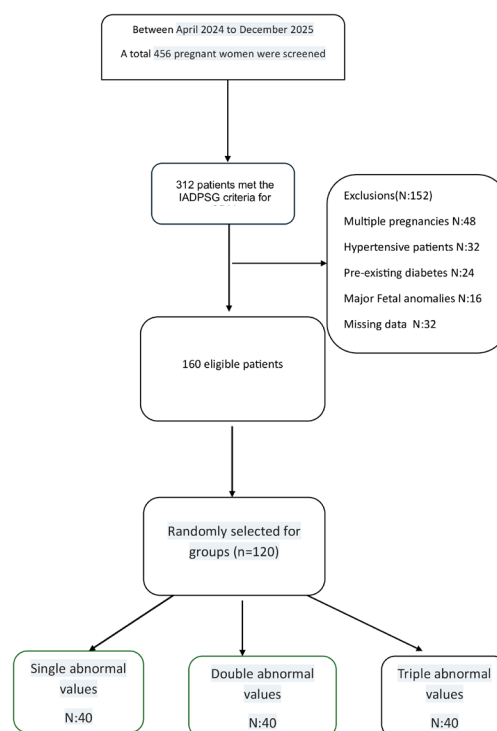 Between April 2024 to December 2025
A total 456 pregnant women were screened
312 patients met the
IADPSG criteria for
Exclusions(N:152)
Multiple pregnancies N:48
Hypertensive patients N:32
Pre-existing diabetes N:24
Major Fetal anomalies N:16
Missing data N:32
160 eligible patients
Randomly selected for
groups (n=120)
Single abnormal
values
N:40
Double abnormal
values
N:40
Triple abnormal
values
N:40